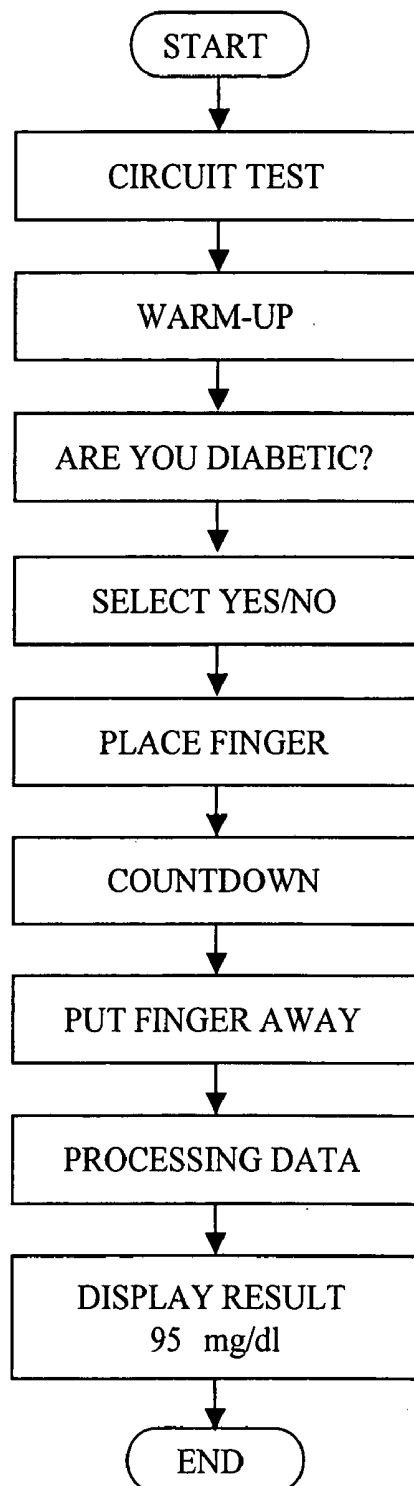 START
CIRCUIT TEST
WARM-UP
ARE YOU DIABETIC?
SELECT YES/NO
PLACE FINGER
COUNTDOWN
PUT FINGER AWAY
PROCESSING DATA
DISPLAY RESULT
95 mg/dl
END